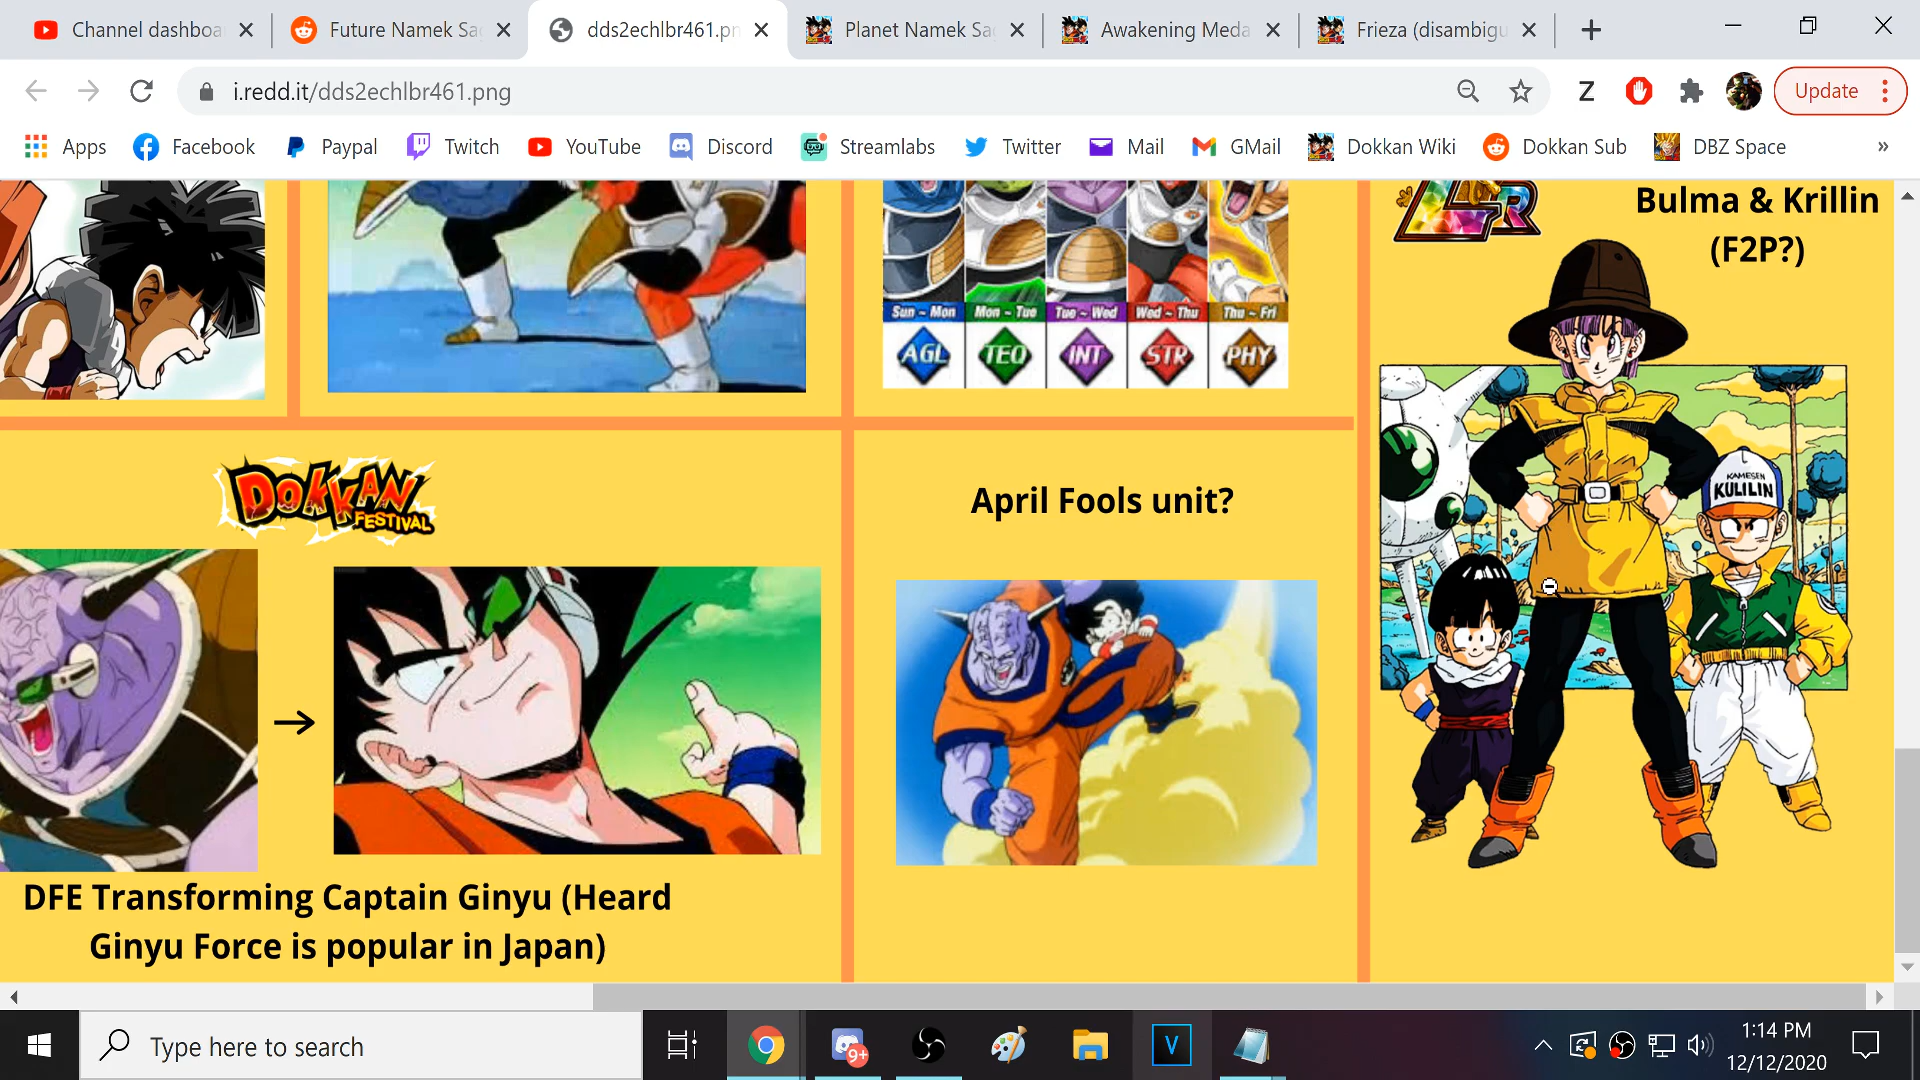 Channel dashboa
Future Namek Sa
dds2echlbr461.pn
Planet Namek Sa
Awakening Meda
Frieza (disambigu
i.redd.it/dds2echlbr461.png
Z
Update
Apps
Facebook
Paypal
Twitch
YouTube
Discord
Streamlabs
Twitter
Mail
GMail
Dokkan Wiki
Dokkan Sub
DBZ Space
»
LR
Bulma & Krillin
(F2P?)
Sun ~ Mon
Mon ~ Tue
Tue ~ Wed
Wed ~ Thu
Thu ~ Fri
AGL
TEQ
INT
STR
PHY
DOKKAN
FESTIVAL
April Fools unit?
KAMESEN
KULILIN
DFE Transforming Captain Ginyu (Heard
Ginyu Force is popular in Japan)
Type here to search
9+
V
1:14 PM
12/12/2020